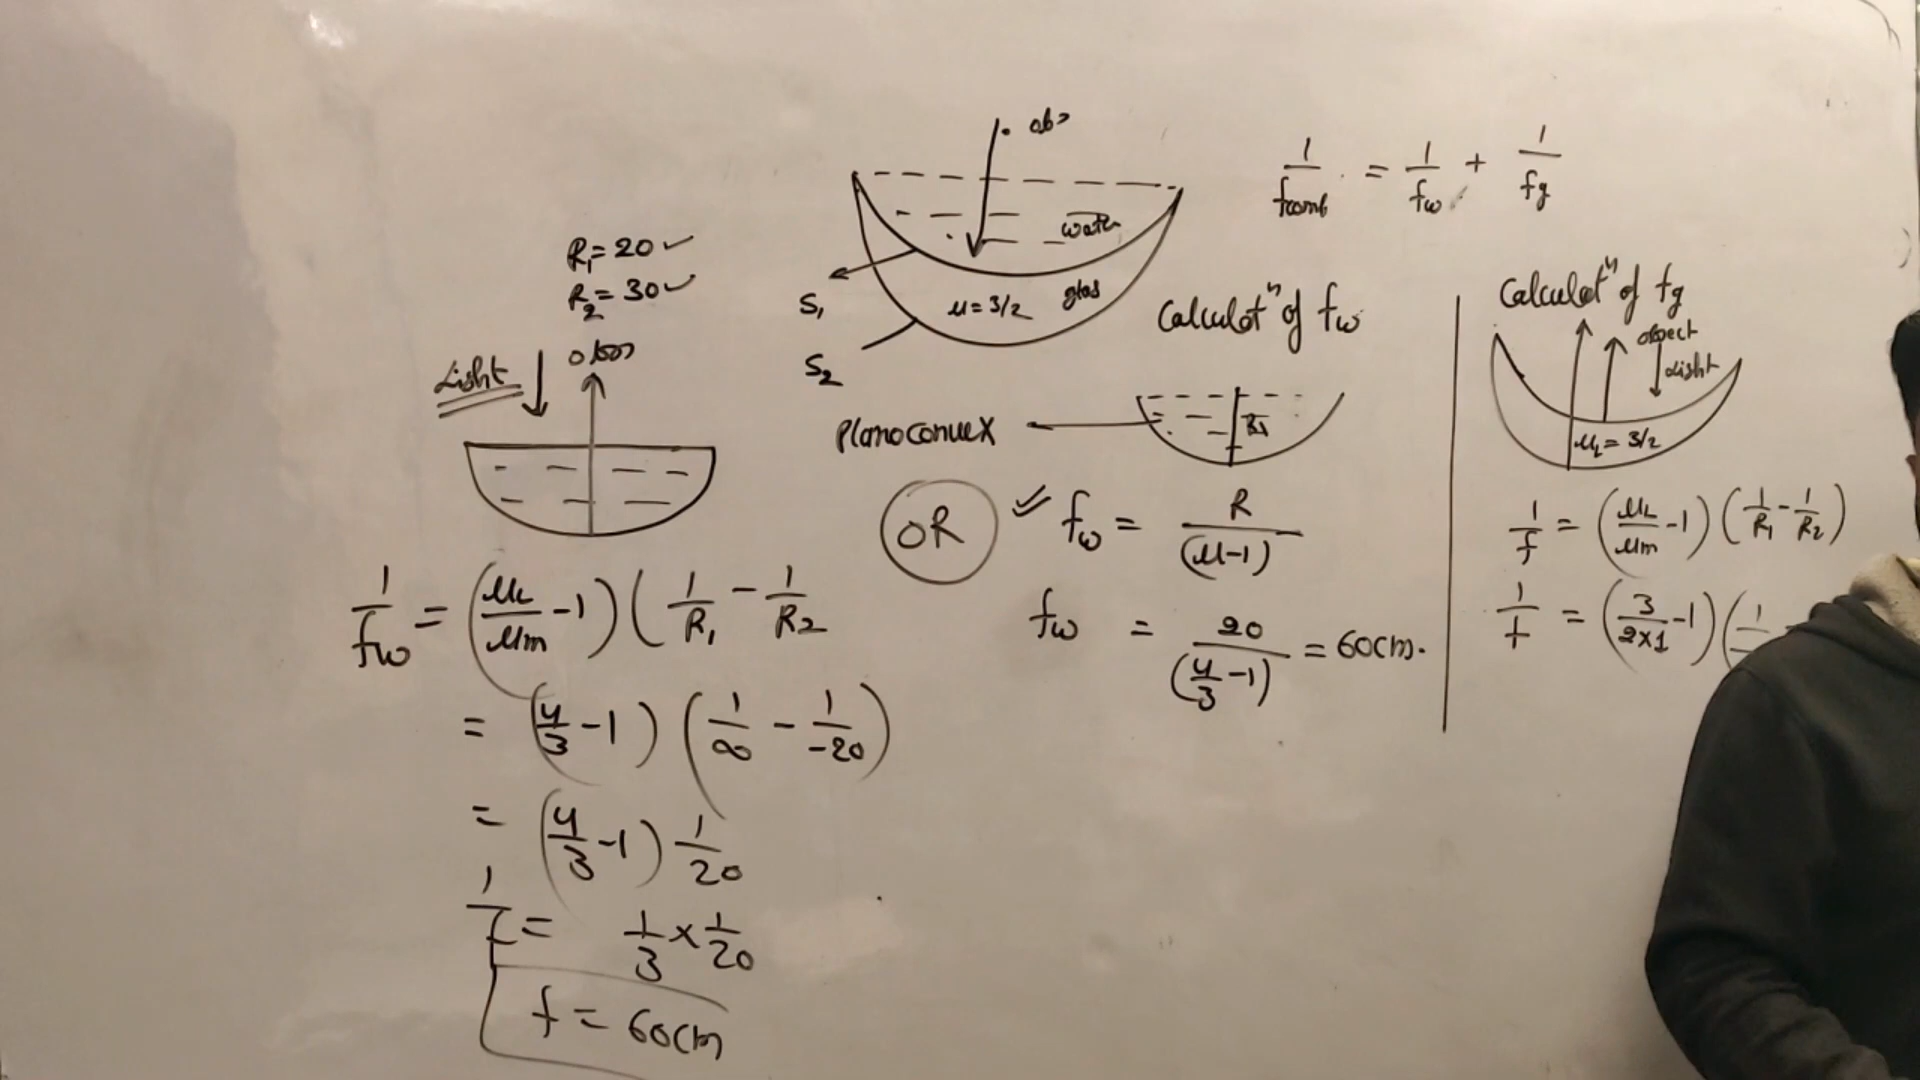 R₁ = 20 ✓
R₂ = 30 ✓
Light
S₁
S₂
water
μ = 3/2 glas
1/fcomb = 1/fw + 1/fg
Calculatⁿ of fw
Planoconvex
OR
✓ fw = R/(μ-1)
fw = 20/(4/3 - 1) = 60cm.
Calculatⁿ of fg
object
Light
μL = 3/2
1/f = (μL/μm - 1) (1/R₁ - 1/R₂)
1/f = (3/2×1 - 1) (1/
1/fw = (μL/μm - 1) (1/R₁ - 1/R₂
= (4/3 - 1) (1/∞ - 1/-20)
= (4/3 - 1) 1/20
1/f = 1/3 × 1/20
f = 60cm